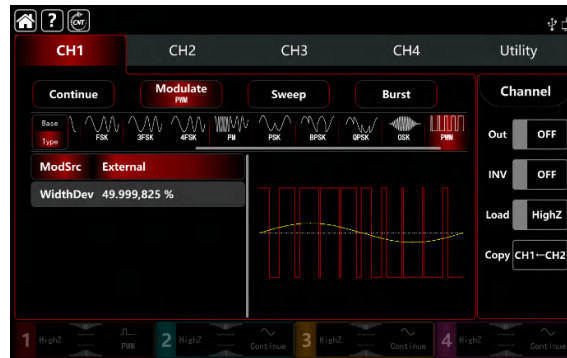 ? CNT
CH1 CH2 CH3 CH4 Utility
Continue Modulate PWM Sweep Burst Channel
Base
Type FSK 3FSK 4FSK PM PSK BPSK QPSK OSK PWM
Out OFF
ModSrc External
INV OFF
WidthDev 49.999,825 %
Load HighZ
Copy CH1←CH2
1 HighZ PWM 2 HighZ Continue 3 HighZ Continue 4 HighZ Continue